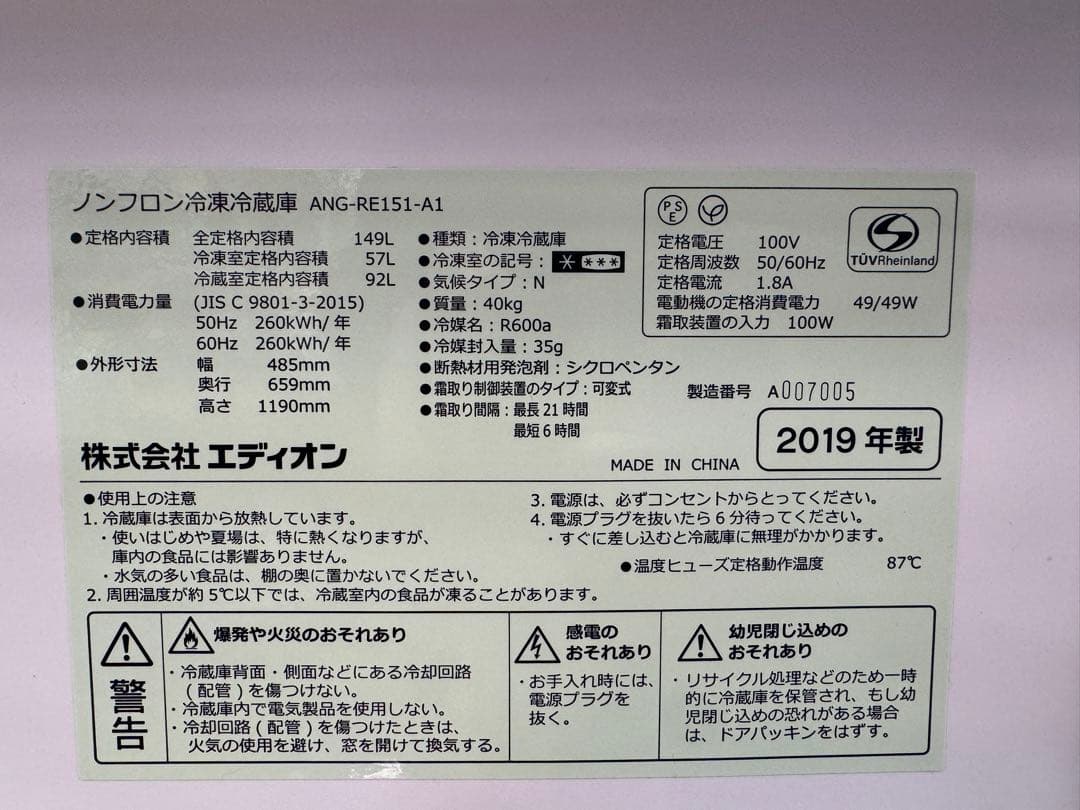 ノンフロン冷凍冷蔵庫 ANG-RE151-A1
●定格内容積 全定格内容積 149L
冷凍室定格内容積 57L
冷蔵室定格内容積 92L
●消費電力量 (JIS C 9801-3-2015)
50Hz 260kWh/年
60Hz 260kWh/年
●外形寸法 幅 485mm
奥行 659mm
高さ 1190mm
株式会社 エディオン
●種類：冷凍冷蔵庫
●冷凍室の記号：* ***
●気候タイプ：N
●質量：40kg
●冷媒名：R600a
●冷媒封入量：35g
●断熱材用発泡剤：シクロペンタン
●霜取り制御装置のタイプ：可変式
●霜取り間隔：最長21時間
最短6時間
PSE
定格電圧 100V
定格周波数 50/60Hz
定格電流 1.8A
電動機の定格消費電力 49/49W
霜取装置の入力 100W
TÜVRheinland
製造番号 A007005
MADE IN CHINA
2019年製
●使用上の注意
1. 冷蔵庫は表面から放熱しています。
・使いはじめや夏場は、特に熱くなりますが、
庫内の食品には影響ありません。
・水気の多い食品は、棚の奥に置かないでください。
2. 周囲温度が約5℃以下では、冷蔵室内の食品が凍ることがあります。
3. 電源は、必ずコンセントからとってください。
4. 電源プラグを抜いたら6分待ってください。
・すぐに差し込むと冷蔵庫に無理がかかります。
●温度ヒューズ定格動作温度 87℃
警告
爆発や火災のおそれあり
・冷蔵庫背面・側面などにある冷却回路
(配管)を傷つけない。
・冷蔵庫内で電気製品を使用しない。
・冷却回路(配管)を傷つけたときは、
火気の使用を避け、窓を開けて換気する。
感電の
おそれあり
・お手入れ時には、
電源プラグを
抜く。
幼児閉じ込めの
おそれあり
・リサイクル処理などのため一時
的に冷蔵庫を保管され、もし幼
児閉じ込めの恐れがある場合
は、ドアパッキンをはずす。